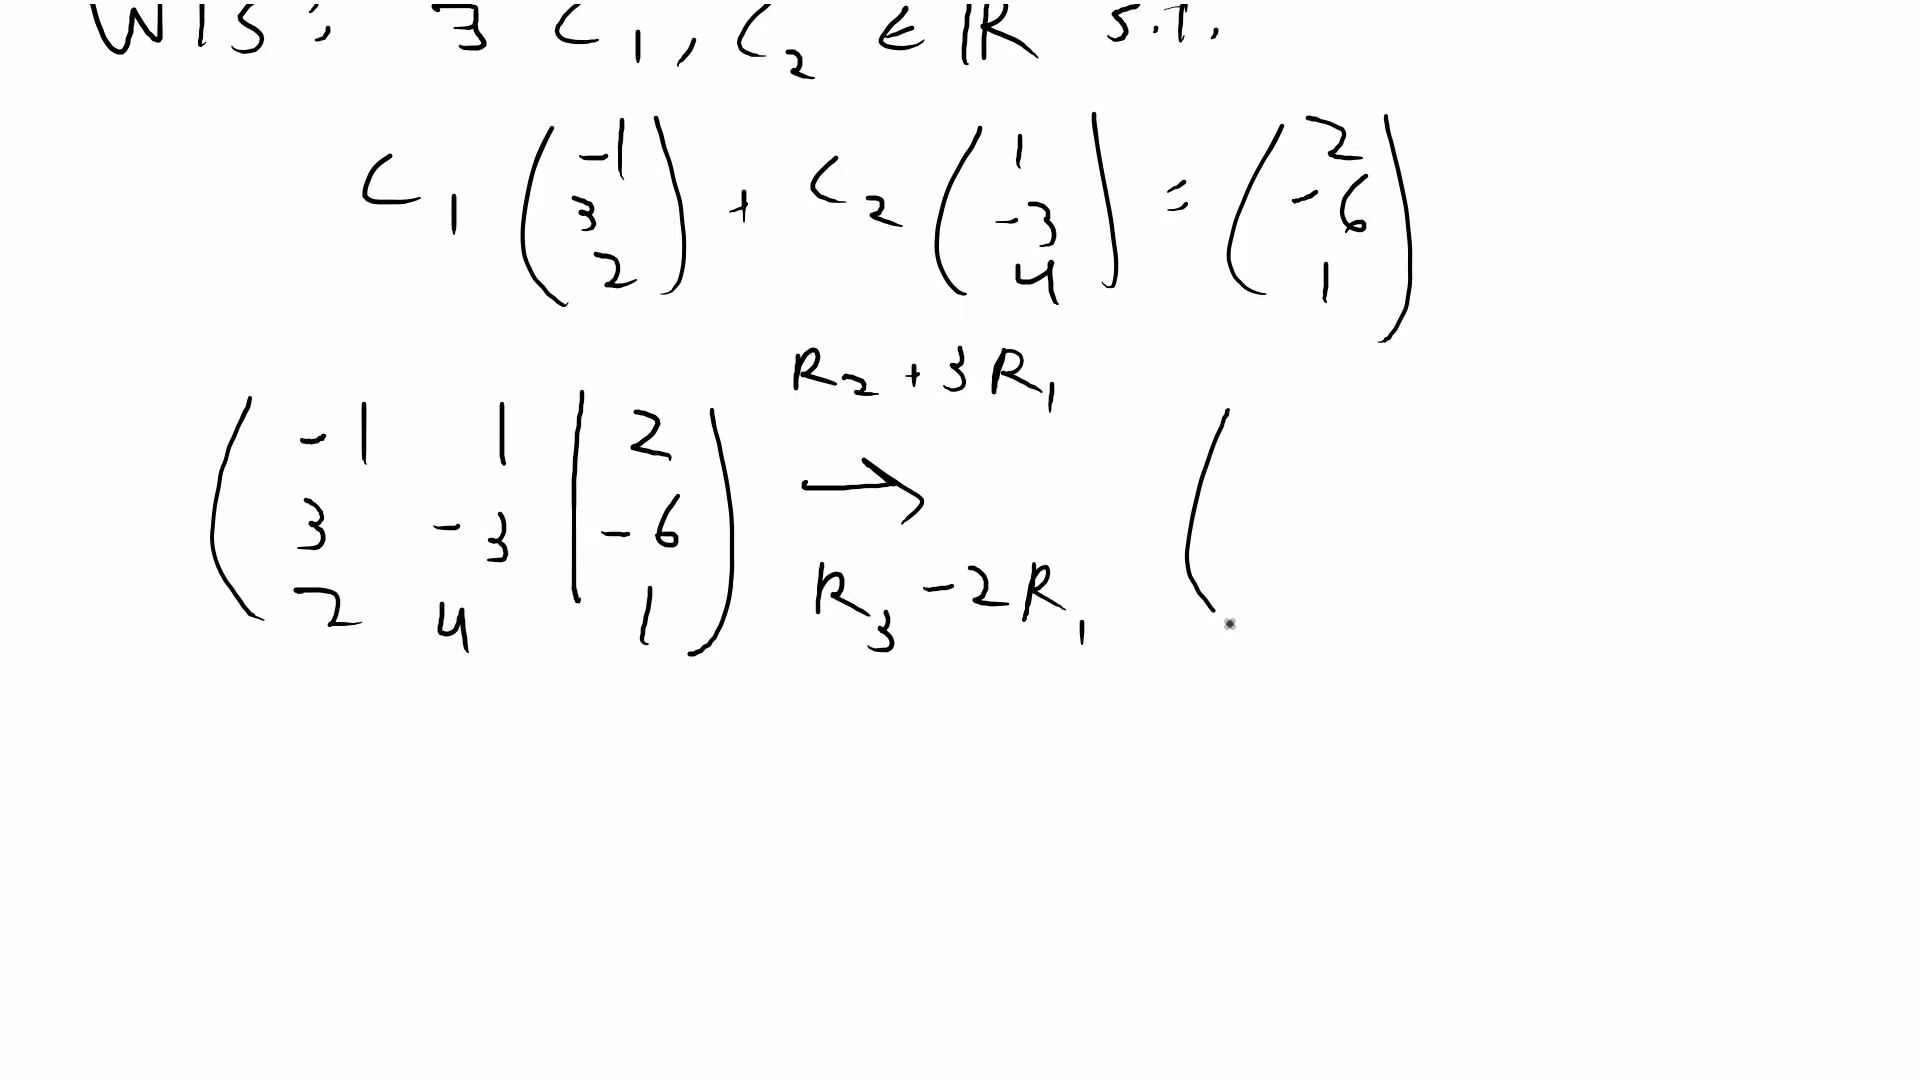 WTS: ∃ C₁, C₂ ∈ ℝ s.t.
C₁ (-1 3 2) + C₂ (1 -3 4) = (2 -6 1)
R₂ + 3R₁
( -1 1 | 2
3 -3 | -6
2 4 | 1 ) → (
R₃ - 2R₁